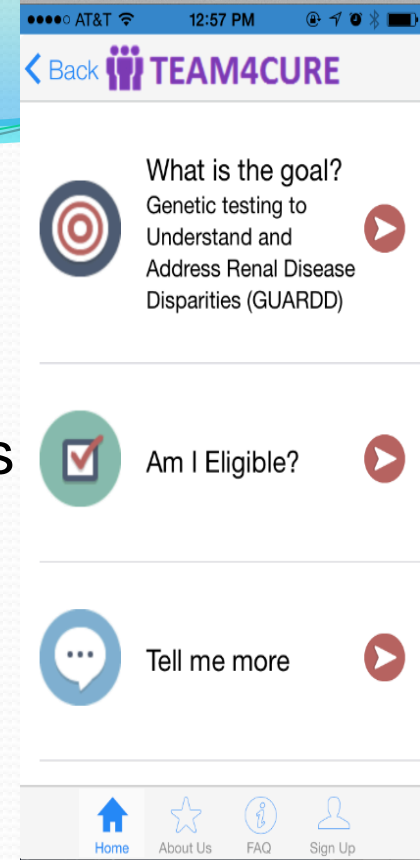 AT&T 12:57 PM
Back TEAM4CURE
What is the goal?
Genetic testing to
Understand and
Address Renal Disease
Disparities (GUARDD)
s
Am I Eligible?
Tell me more
Home About Us FAQ Sign Up